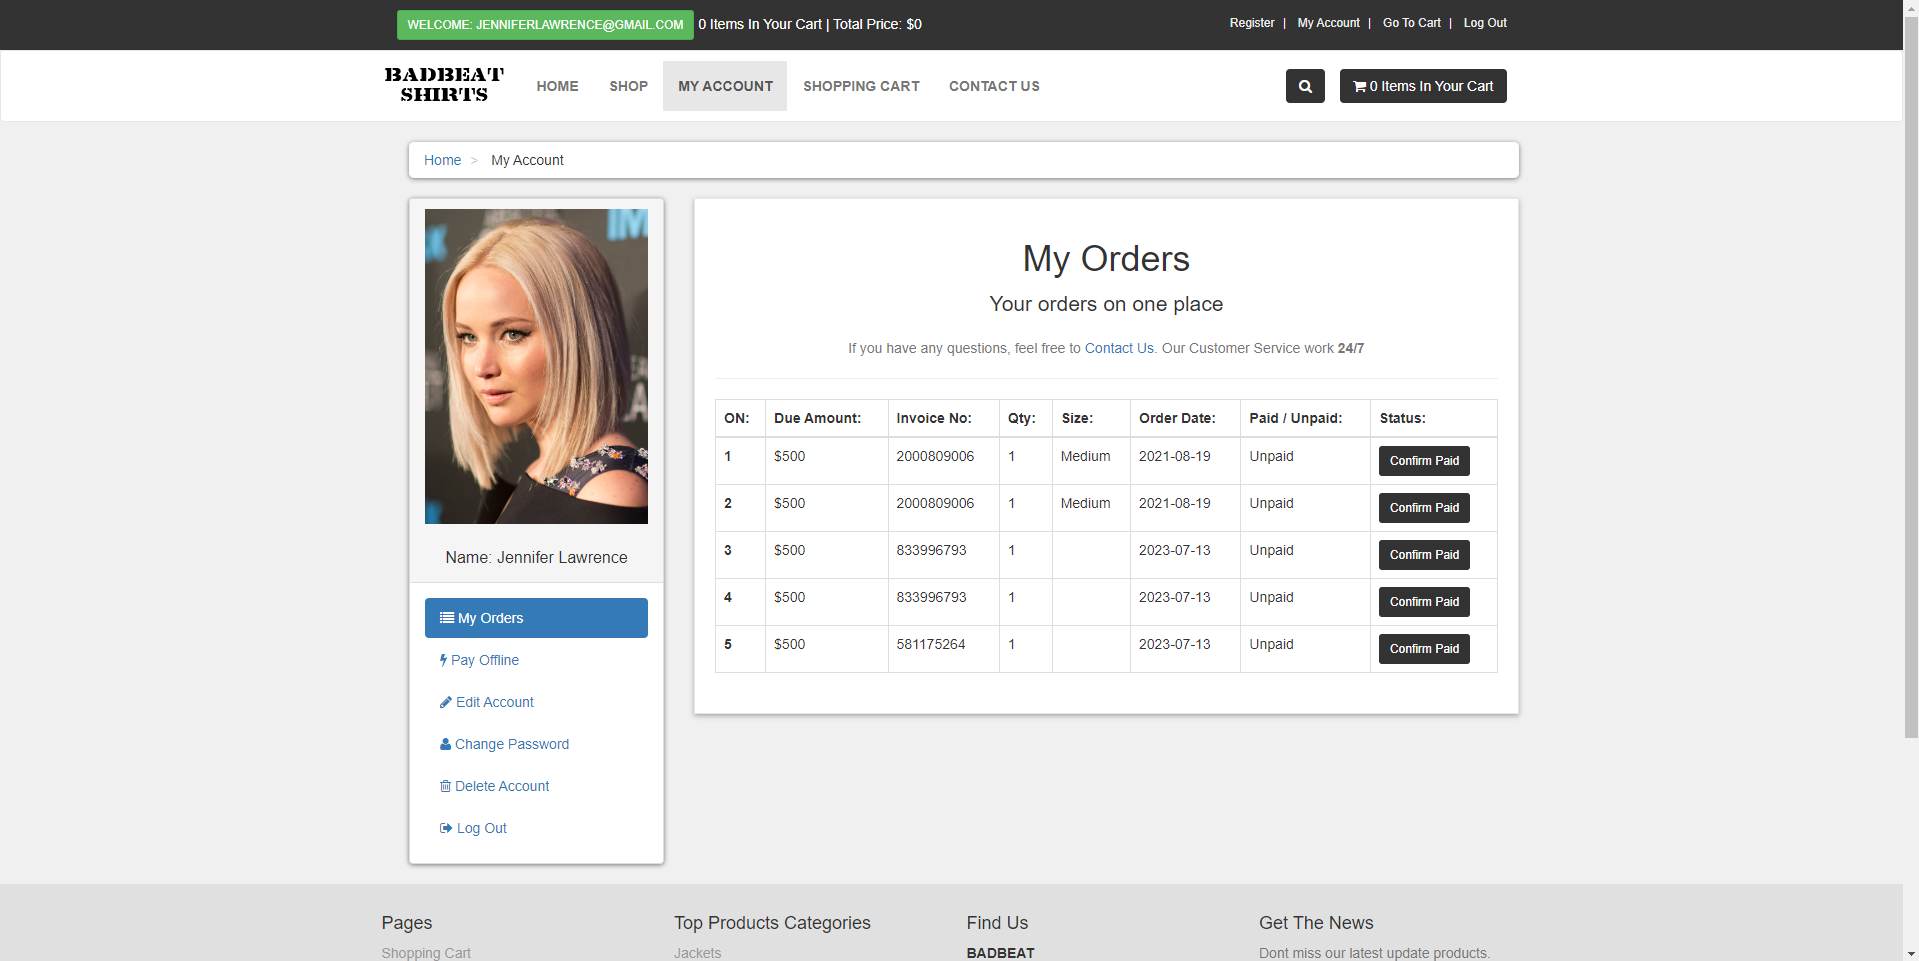 WELCOME: JENNIFERLAWRENCE@GMAIL.COM 0 Items In Your Cart | Total Price: $0
Register | My Account | Go To Cart | Log Out
BADBEAT
SHIRTS
HOME SHOP MY ACCOUNT SHOPPING CART CONTACT US
0 Items In Your Cart
Home > My Account
IM
Name: Jennifer Lawrence
My Orders
Pay Offline
Edit Account
Change Password
Delete Account
Log Out
My Orders
Your orders on one place
If you have any questions, feel free to Contact Us. Our Customer Service work 24/7
ON: Due Amount: Invoice No: Qty: Size: Order Date: Paid / Unpaid: Status:
1 $500 2000809006 1 Medium 2021-08-19 Unpaid Confirm Paid
2 $500 2000809006 1 Medium 2021-08-19 Unpaid Confirm Paid
3 $500 833996793 1 2023-07-13 Unpaid Confirm Paid
4 $500 833996793 1 2023-07-13 Unpaid Confirm Paid
5 $500 581175264 1 2023-07-13 Unpaid Confirm Paid
Pages
Shopping Cart
Top Products Categories
Jackets
Find Us
BADBEAT
Get The News
Dont miss our latest update products.